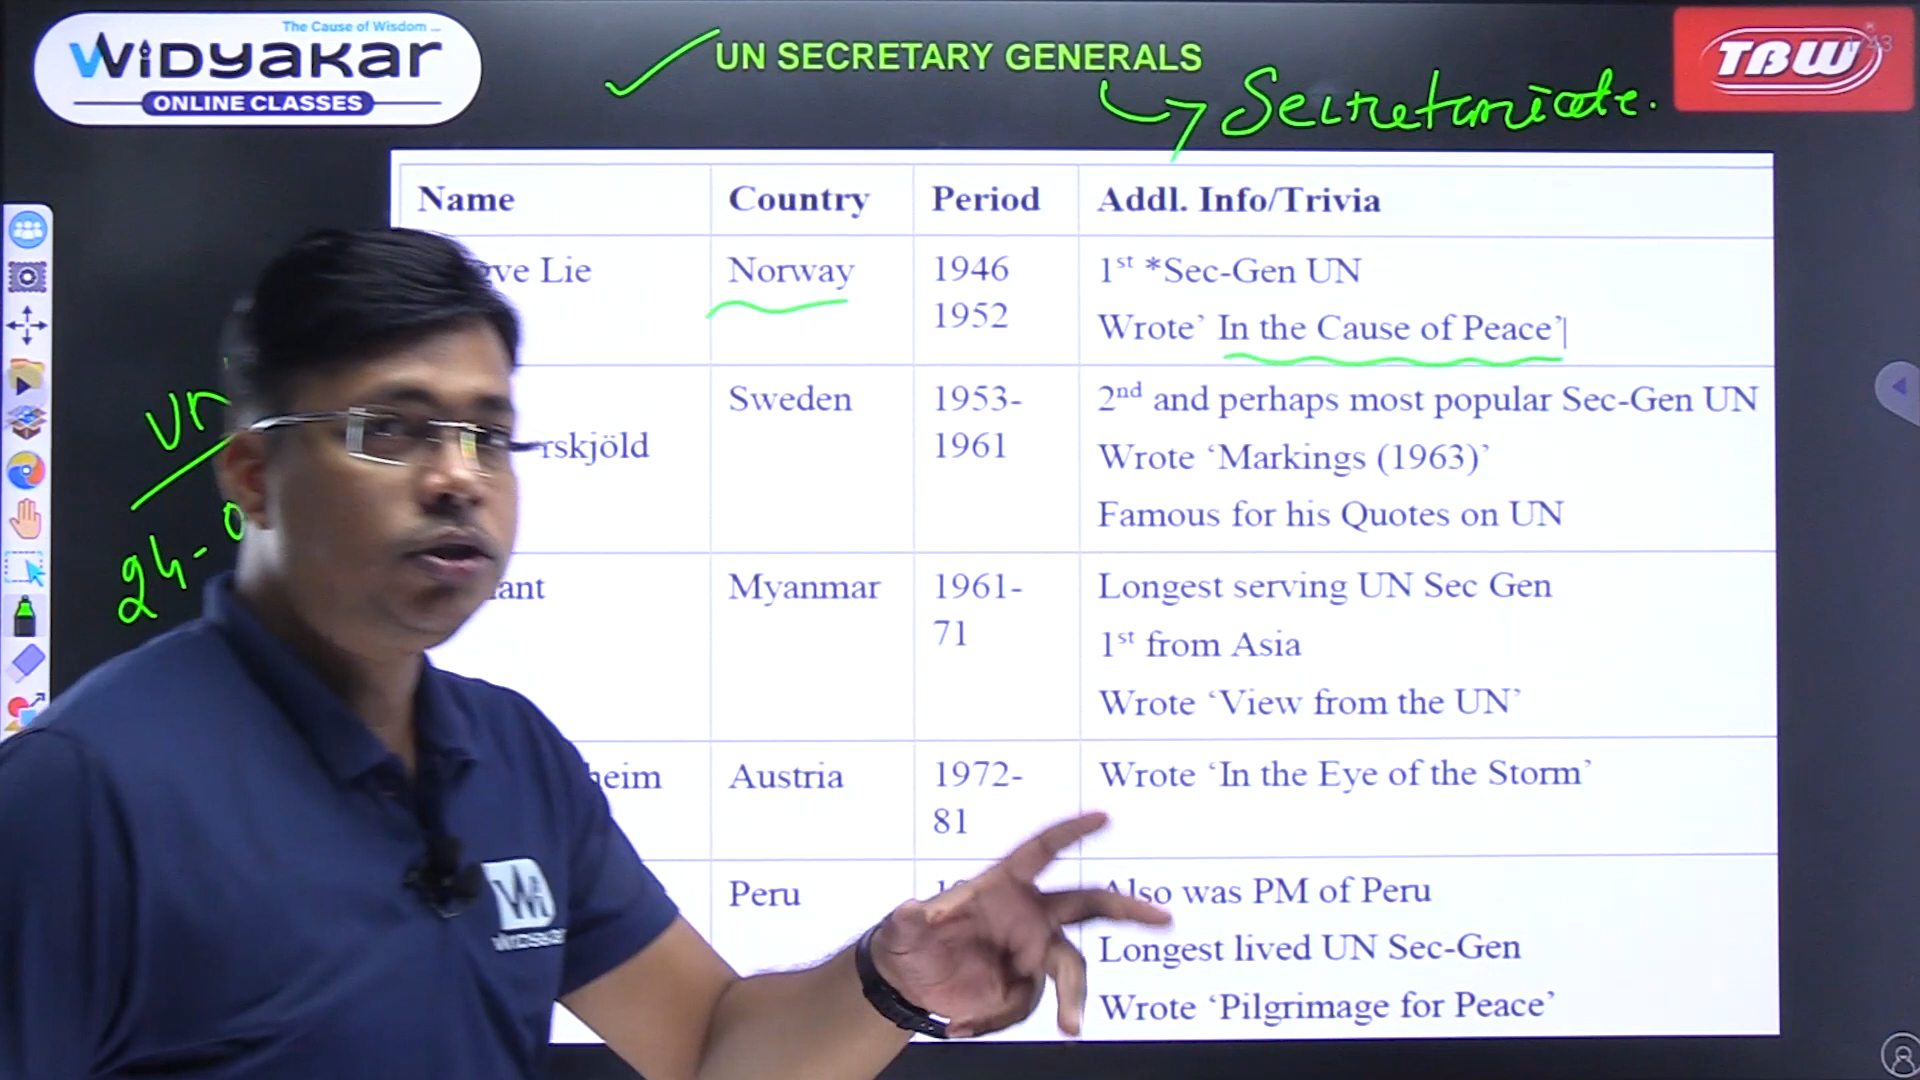 The Cause of Wisdom ...
WiDyaKar
ONLINE CLASSES
UN SECRETARY GENERALS
Secretariate.
TBW
Name Country Period Addl. Info/Trivia
gve Lie Norway 1946 1st *Sec-Gen UN
1952 Wrote’ In the Cause of Peace’
Sweden 1953- 2nd and perhaps most popular Sec-Gen UN
rskjöld 1961 Wrote ‘Markings (1963)’
Famous for his Quotes on UN
UN
24-
ant Myanmar 1961- Longest serving UN Sec Gen
71 1st from Asia
Wrote ‘View from the UN’
heim Austria 1972- Wrote ‘In the Eye of the Storm’
81
Peru Also was PM of Peru
Longest lived UN Sec-Gen
Wrote ‘Pilgrimage for Peace’